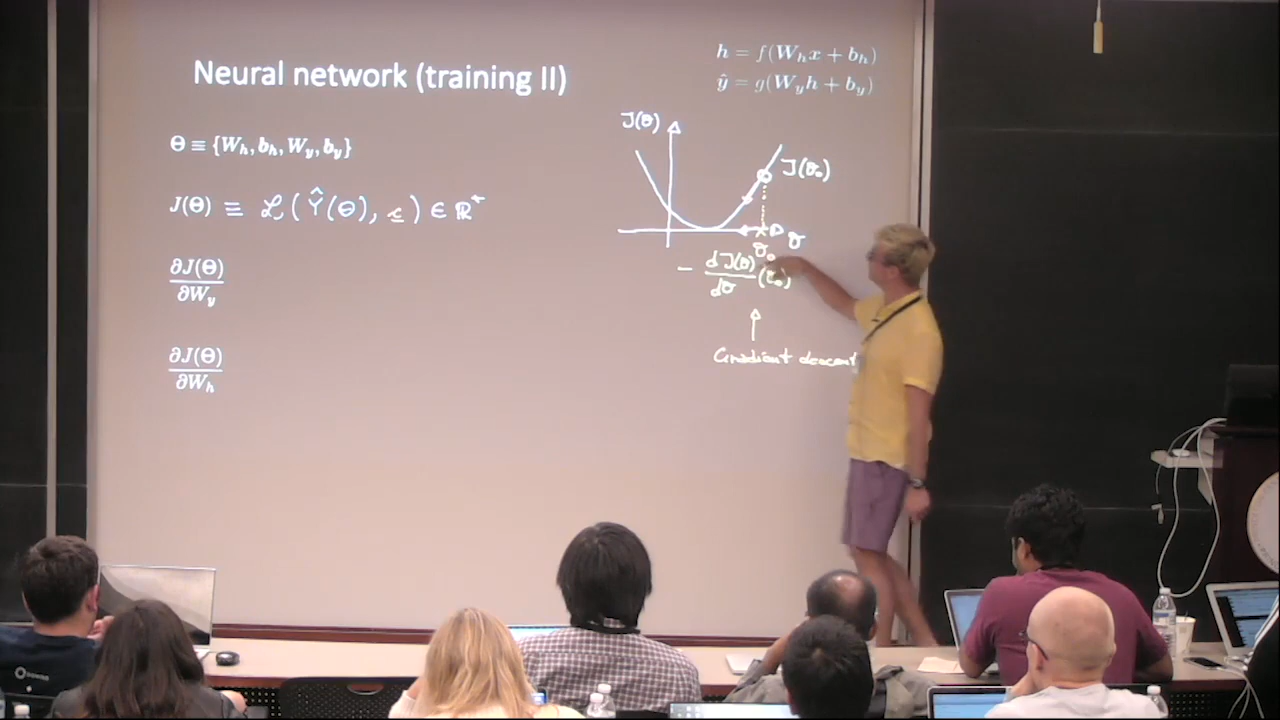 Neural network (training II)
h = f(W_h x + b_h)
ŷ = g(W_y h + b_y)
Θ ≡ {W_h, b_h, W_y, b_y}
J(Θ) ≡ ℒ(Ŷ(Θ), c) ∈ ℝ⁺
∂J(Θ)
∂W_y
∂J(Θ)
∂W_h
J(ϑ)
J(ϑ₀)
ϑ
ϑ₀
− dJ(ϑ)
dϑ
(ϑ₀)
Gradient descent